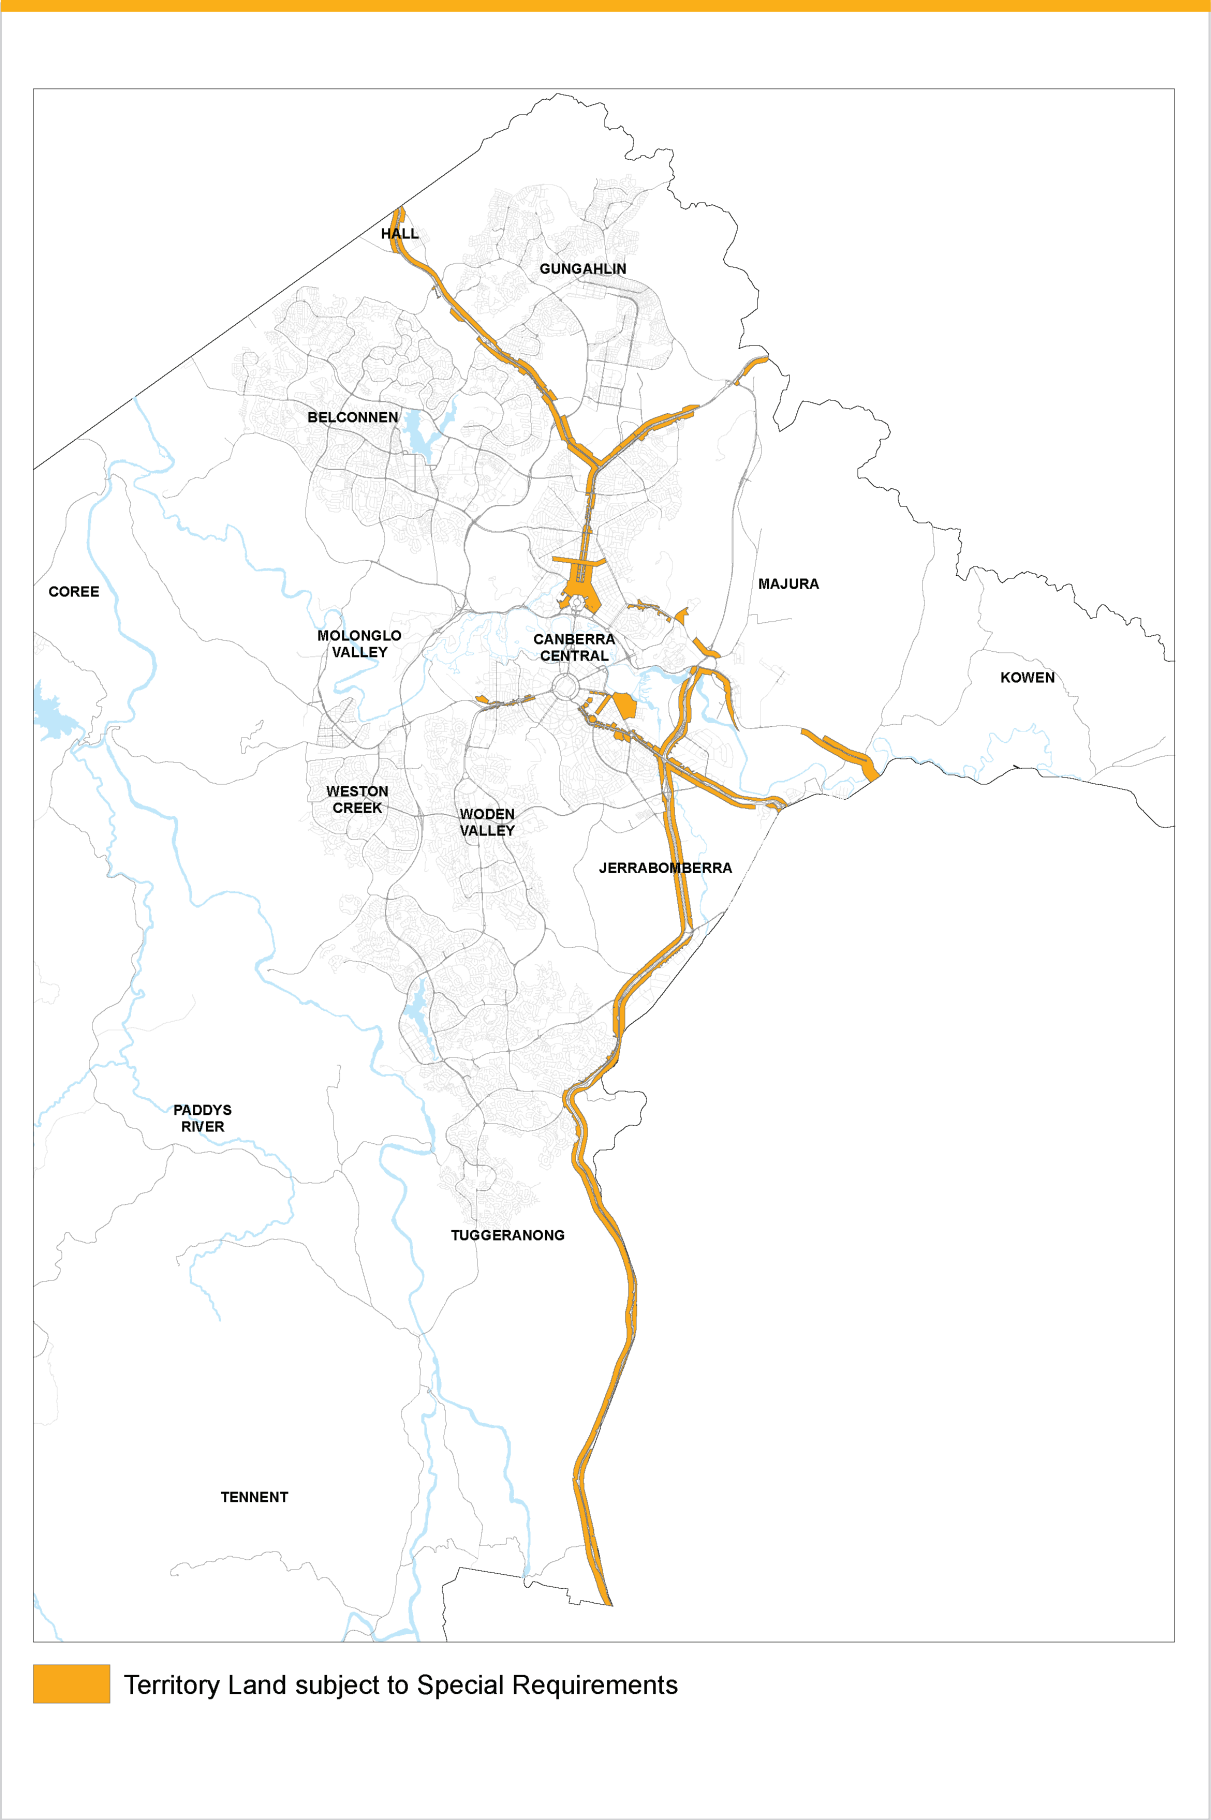 HALL
GUNGAHLIN
BELCONNEN
COREE
MAJURA
MOLONGLO
VALLEY
CANBERRA
CENTRAL
KOWEN
WESTON
CREEK
WODEN
VALLEY
JERRABOMBERRA
PADDYS
RIVER
TUGGERANONG
TENNENT
Territory Land subject to Special Requirements